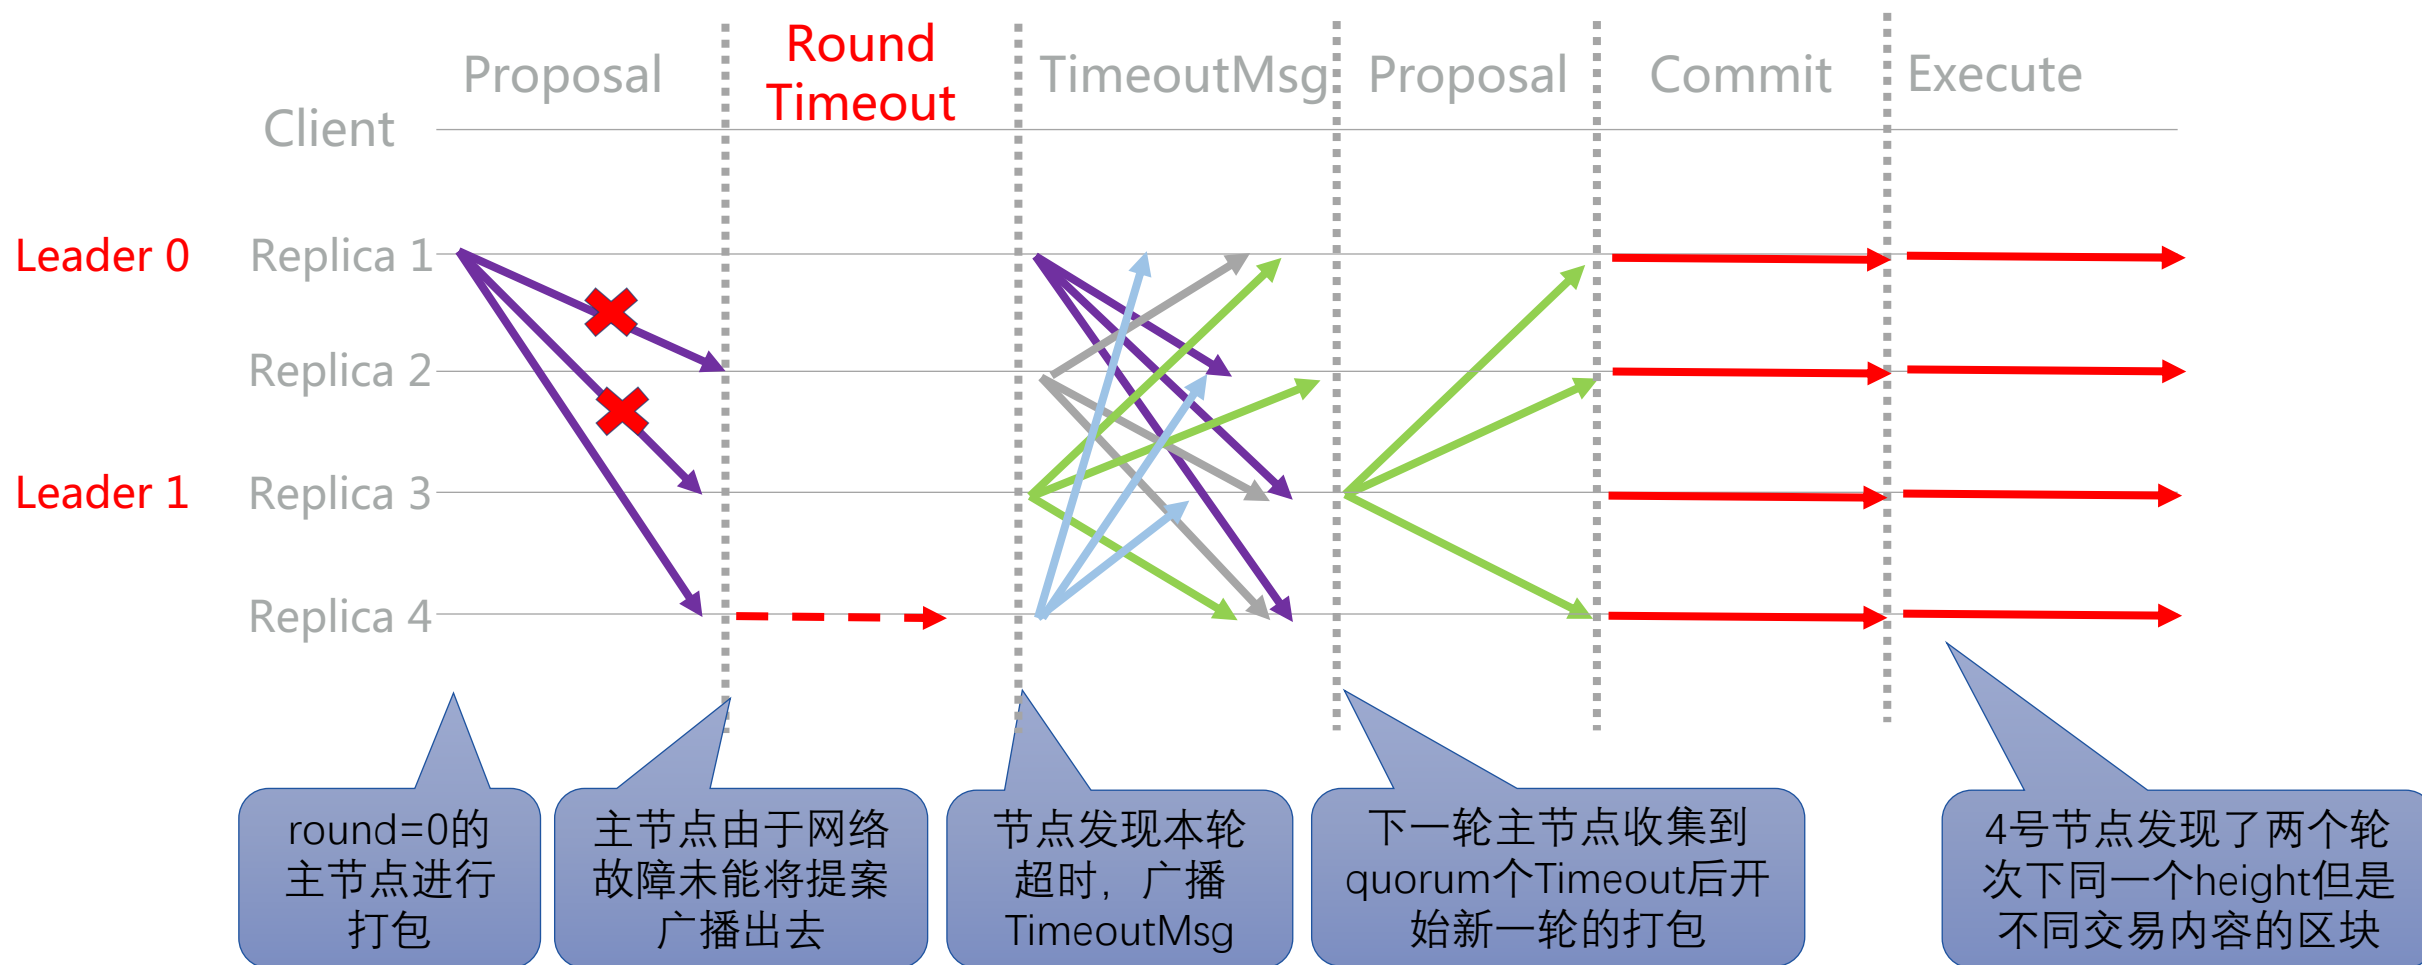 Proposal
Round
Timeout
TimeoutMsg
Proposal
Commit
Execute
Client
Leader 0
Replica 1
Replica 2
Leader 1
Replica 3
Replica 4
round=0的
主节点进行
打包
主节点由于网络
故障未能将提案
广播出去
节点发现本轮
超时，广播
TimeoutMsg
下一轮主节点收集到
quorum个Timeout后开
始新一轮的打包
4号节点发现了两个轮
次下同一个height但是
不同交易内容的区块